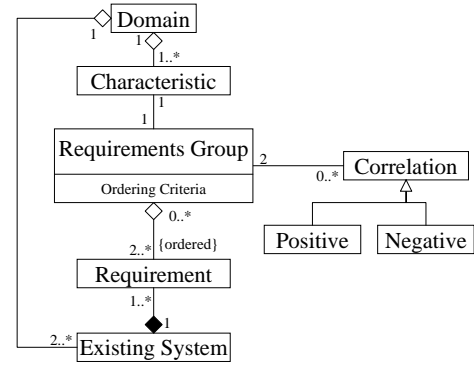 Domain
1
1
1..*
Characteristic
1
1
Requirements Group
2
Correlation
0..*
Ordering Criteria
0..*
Positive
Negative
2..*
{ordered}
Requirement
1..*
1
2..*
Existing System